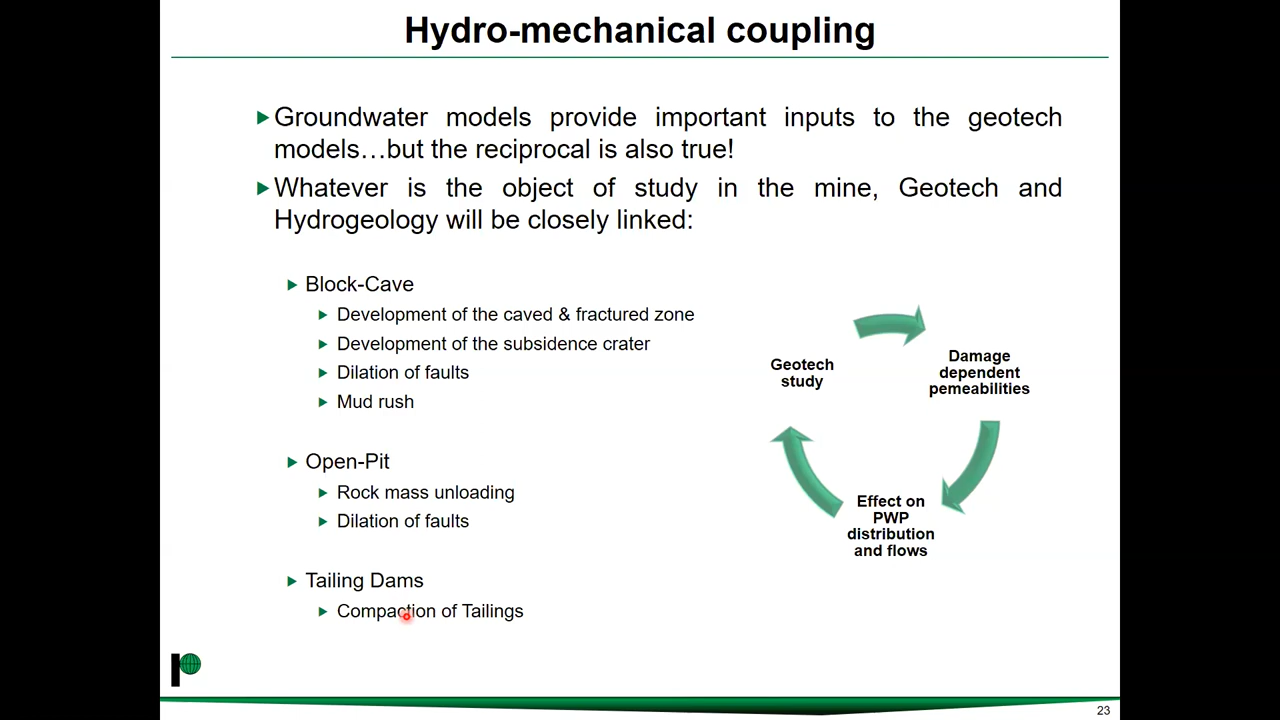 Hydro-mechanical coupling
Groundwater models provide important inputs to the geotech
models…but the reciprocal is also true!
Whatever is the object of study in the mine, Geotech and
Hydrogeology will be closely linked:
Block-Cave
Development of the caved & fractured zone
Development of the subsidence crater
Dilation of faults
Mud rush
Open-Pit
Rock mass unloading
Dilation of faults
Tailing Dams
Compaction of Tailings
Geotech
study
Damage
dependent
pemeabilities
Effect on
PWP
distribution
and flows
23